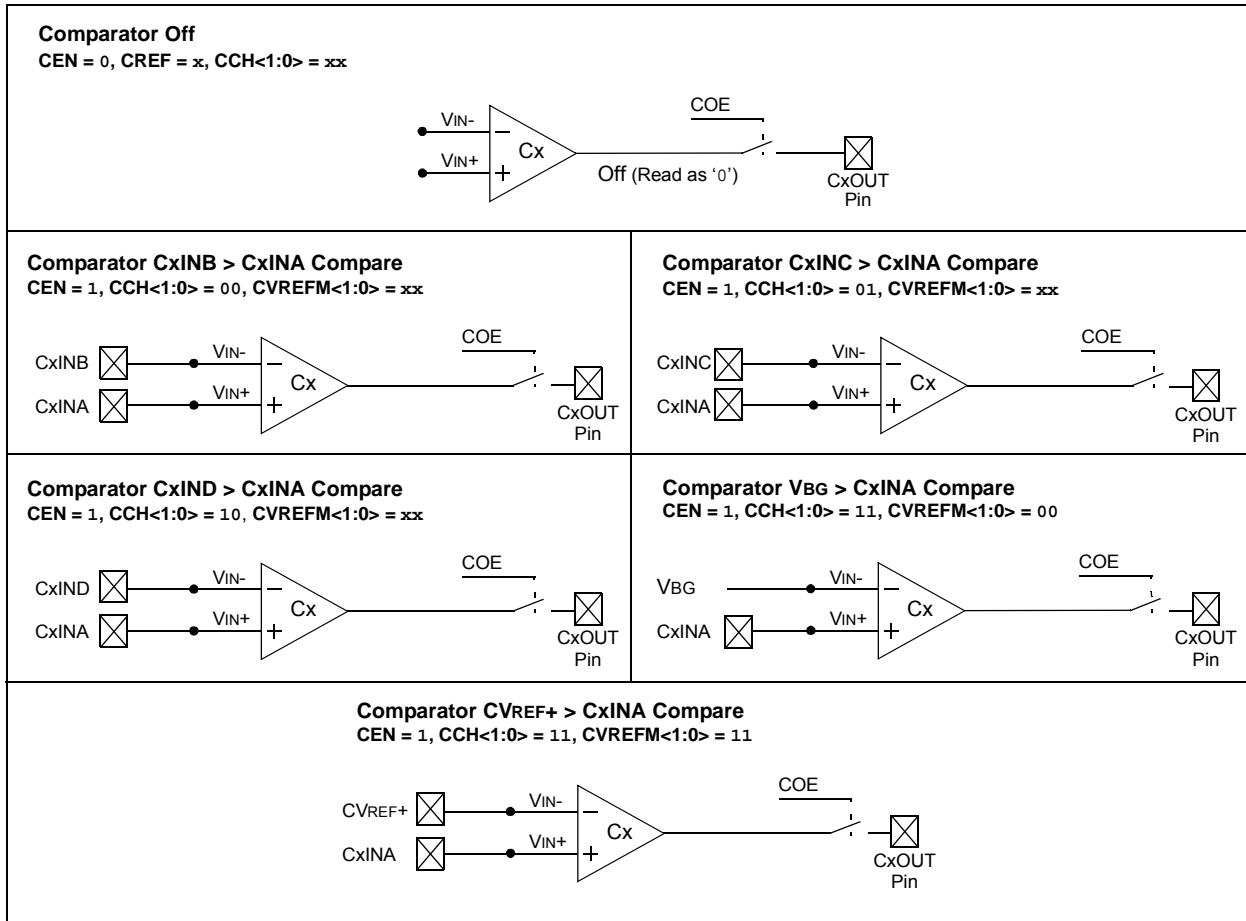 Comparator Off
CEN = 0, CREF = x, CCH<1:0> = xx
COE
VIN-
–
Cx
VIN+
+
Off (Read as ‘0’)
CxOUT
Pin
Comparator CxINB > CxINA Compare
CEN = 1, CCH<1:0> = 00, CVREFM<1:0> = xx
COE
CxINB
VIN-
–
Cx
CxINA
VIN+
+
CxOUT
Pin
Comparator CxINC > CxINA Compare
CEN = 1, CCH<1:0> = 01, CVREFM<1:0> = xx
COE
CxINC
VIN-
–
Cx
CxINA
VIN+
+
CxOUT
Pin
Comparator CxIND > CxINA Compare
CEN = 1, CCH<1:0> = 10, CVREFM<1:0> = xx
COE
CxIND
VIN-
–
Cx
CxINA
VIN+
+
CxOUT
Pin
Comparator VBG > CxINA Compare
CEN = 1, CCH<1:0> = 11, CVREFM<1:0> = 00
COE
VBG
VIN-
–
Cx
CxINA
VIN+
+
CxOUT
Pin
Comparator CVREF+ > CxINA Compare
CEN = 1, CCH<1:0> = 11, CVREFM<1:0> = 11
COE
CVREF+
VIN-
–
Cx
CxINA
VIN+
+
CxOUT
Pin